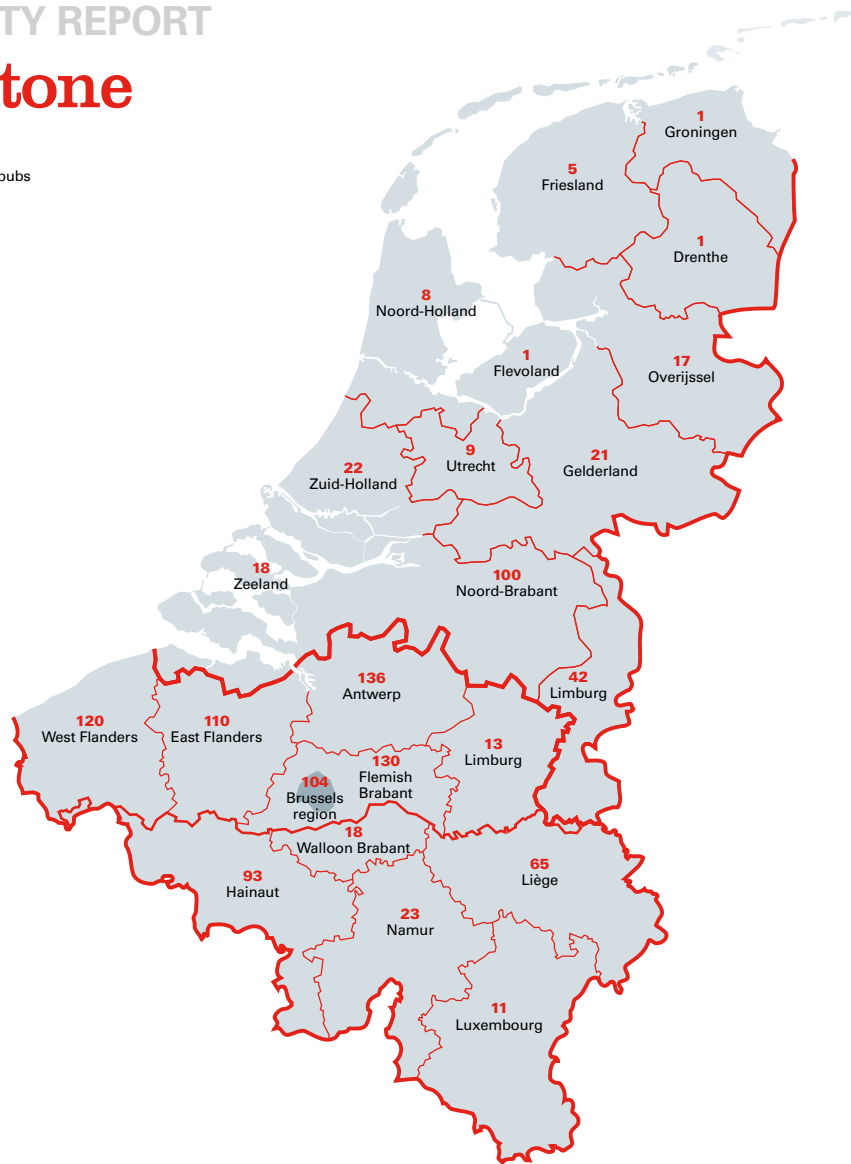 TY REPORT
tone
pubs
1
Groningen
5
Friesland
1
Drenthe
8
Noord-Holland
1
Flevoland
17
Overijssel
9
Utrecht
21
Gelderland
22
Zuid-Holland
18
Zeeland
100
Noord-Brabant
42
Limburg
136
Antwerp
120
West Flanders
110
East Flanders
13
Limburg
130
Flemish
Brabant
104
Brussels
region
18
Walloon Brabant
65
Liège
93
Hainaut
23
Namur
11
Luxembourg